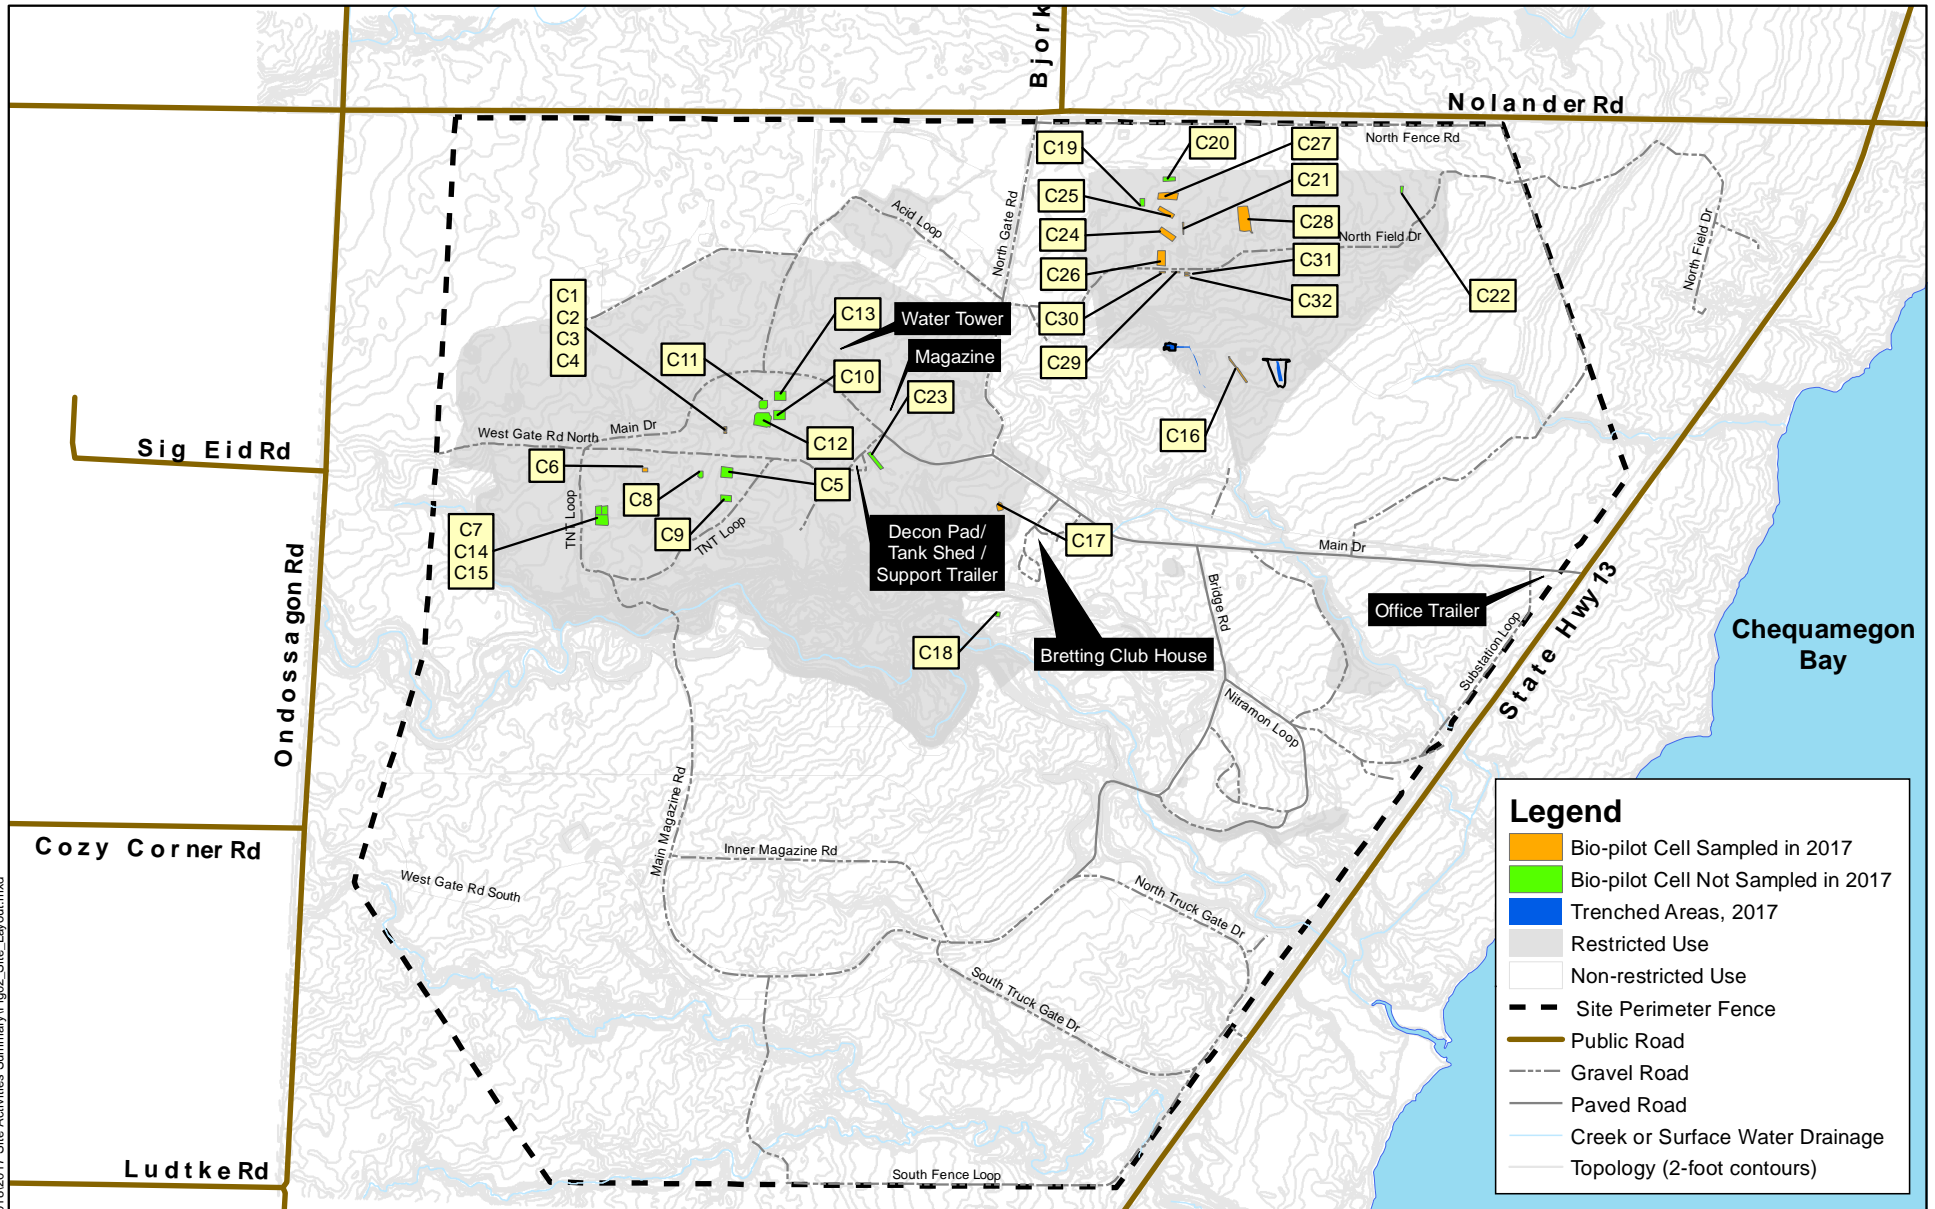 Bjork
Nolander Rd
North Fence Rd
C19
C20
C27
C25
C21
C24
C28
North Field Dr
C26
C31
C30
C32
C29
C22
North Field Dr
North Gate Rd
Acid Loop
C1
C2
C3
C4
C13
Water Tower
Magazine
C11
C10
C23
C12
C16
Sig Eid Rd
West Gate Rd North
Main Dr
C6
C8
C5
C9
TNT Loop
TNT Loop
C7
C14
C15
Decon Pad/
Tank Shed /
Support Trailer
C17
Main Dr
Bridge Rd
Office Trailer
C18
Bretting Club House
Substation Loop
State Hwy 13
Chequamegon
Bay
Ondossagon Rd
Nitramon Loop
Main Magazine Rd
Inner Magazine Rd
Cozy Corner Rd
West Gate Rd South
North Truck Gate Dr
South Truck Gate Dr
South Fence Loop
Ludtke Rd
Legend
Bio-pilot Cell Sampled in 2017
Bio-pilot Cell Not Sampled in 2017
Trenched Areas, 2017
Restricted Use
Non-restricted Use
Site Perimeter Fence
Public Road
Gravel Road
Paved Road
Creek or Surface Water Drainage
Topology (2-foot contours)